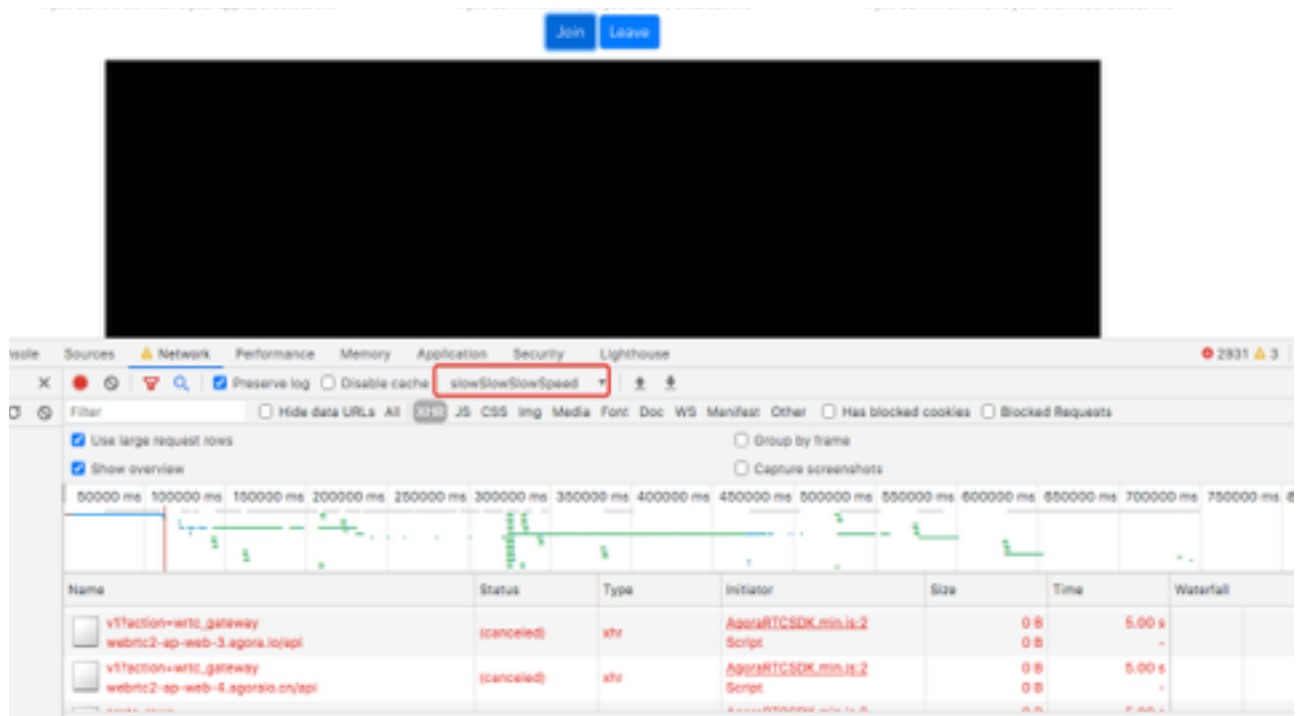 Join Leave
Sources Network Performance Memory Application Security Lighthouse 2931 3
Preserve log Disable cache slowSlowSlowSpeed
Filter Hide data URLs All XHR JS CSS Img Media Font Doc WS Manifest Other Has blocked cookies Blocked Requests
Use large request rows Group by frame
Show overview Capture screenshots
50000 ms 100000 ms 150000 ms 200000 ms 250000 ms 300000 ms 350000 ms 400000 ms 450000 ms 500000 ms 550000 ms 600000 ms 650000 ms 700000 ms 750000 ms
Name Status Type Initiator Size Time Waterfall
v1?action=wrtc_gateway (canceled) xhr AgoraRTCSDK.min.js:2 0 B 5.00 s
webrtc2-ap-web-3.agora.io/api Script 0 B -
v1?action=wrtc_gateway (canceled) xhr AgoraRTCSDK.min.js:2 0 B 5.00 s
webrtc2-ap-web-4.agoraio.cn/api Script 0 B -